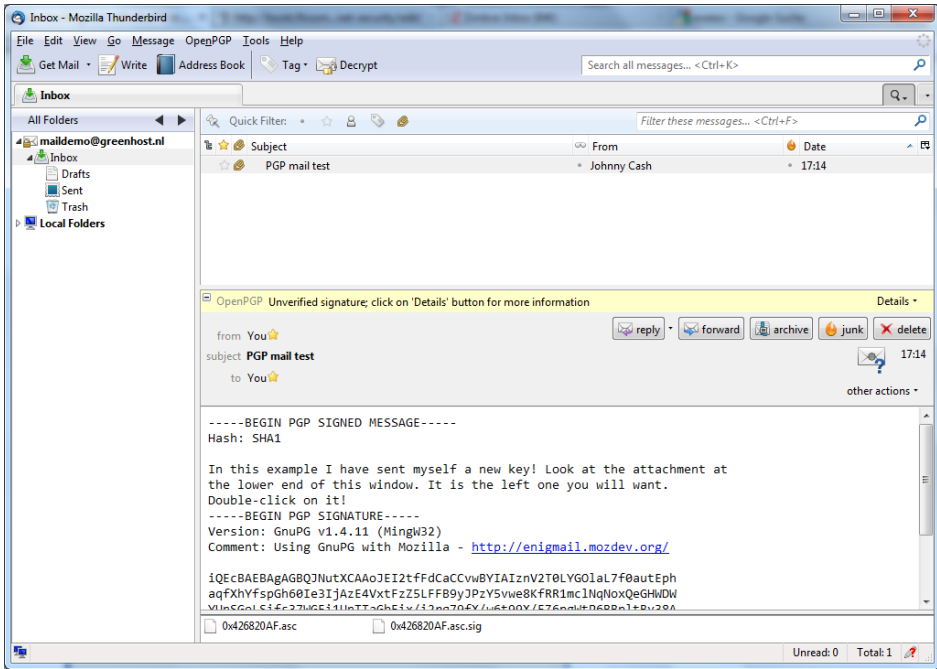 Inbox - Mozilla Thunderbird
File Edit View Go Message OpenPGP Tools Help
Get Mail Write Address Book Tag Decrypt Search all messages... <Ctrl+K>
Inbox
All Folders Quick Filter: Filter these messages... <Ctrl+F>
maildemo@greenhost.nl
Inbox
Drafts
Sent
Trash
Local Folders
Subject From Date
PGP mail test Johnny Cash 17:14
OpenPGP Unverified signature; click on 'Details' button for more information Details
from You reply forward archive junk delete
subject PGP mail test 17:14
to You
other actions
-----BEGIN PGP SIGNED MESSAGE-----
Hash: SHA1
In this example I have sent myself a new key! Look at the attachment at
the lower end of this window. It is the left one you will want.
Double-click on it!
-----BEGIN PGP SIGNATURE-----
Version: GnuPG v1.4.11 (MingW32)
Comment: Using GnuPG with Mozilla - http://enigmail.mozdev.org/
iQEcBAEBAgAGBQJNutXCAAoJEI2tfFdCaCCvwBYIAIznV2T0LYGOlaL7f0autEph
aqfXhYfspGh60Ie3IjAzE4VxtFzZ5LFFB9yJPzY5vwe8KfRR1mclNqNoxQeGHWDW
0x426820AF.asc 0x426820AF.asc.sig
Unread: 0 Total: 1